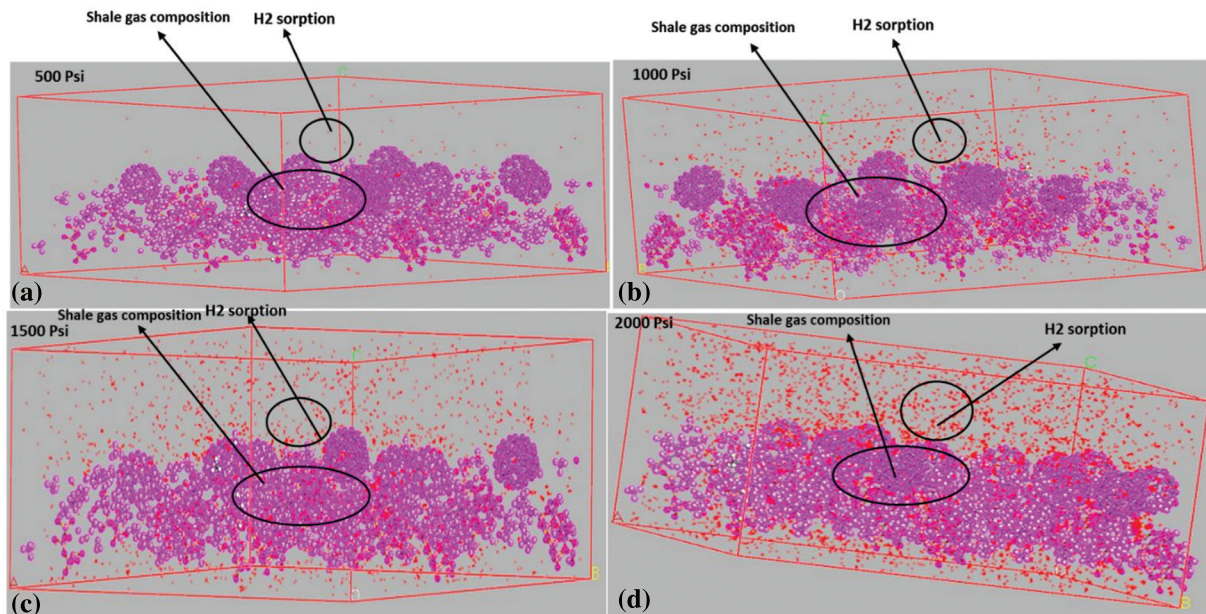 Shale gas composition
H2 sorption
500 Psi
C
A
B
(a)
Shale gas composition
H2 sorption
1000 Psi
C
B
O
(b)
Shale gas composition
H2 sorption
1500 Psi
C
A
B
O
(c)
2000 Psi
Shale gas composition
H2 sorption
C
A
B
(d)